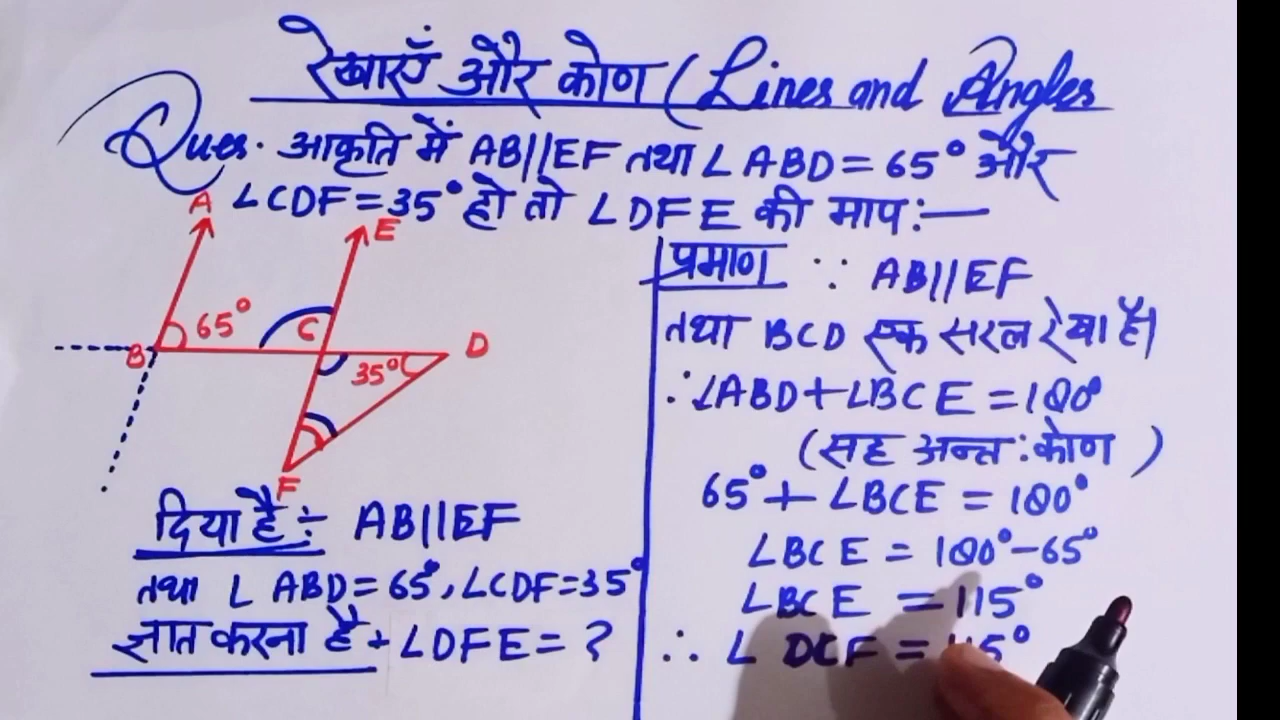 रेखाएँ और कोण (Lines and Angles
Ques. आकृति में AB//EF तथा ∠ABD = 65° और
∠CDF = 35° हो तो ∠DFE की माप :—
A
E
65°
C
B
D
35°
F
दिया है :- AB//EF
तथा ∠ABD = 65°, ∠CDF = 35°
ज्ञात करना है - ∠DFE = ?
प्रमाण ∵ AB//EF
तथा BCD एक सरल रेखा है।
∴ ∠ABD + ∠BCE = 180°
(सह अन्त: कोण)
65° + ∠BCE = 180°
∠BCE = 180° - 65°
∠BCE = 115°
∴ ∠DCF = 115°